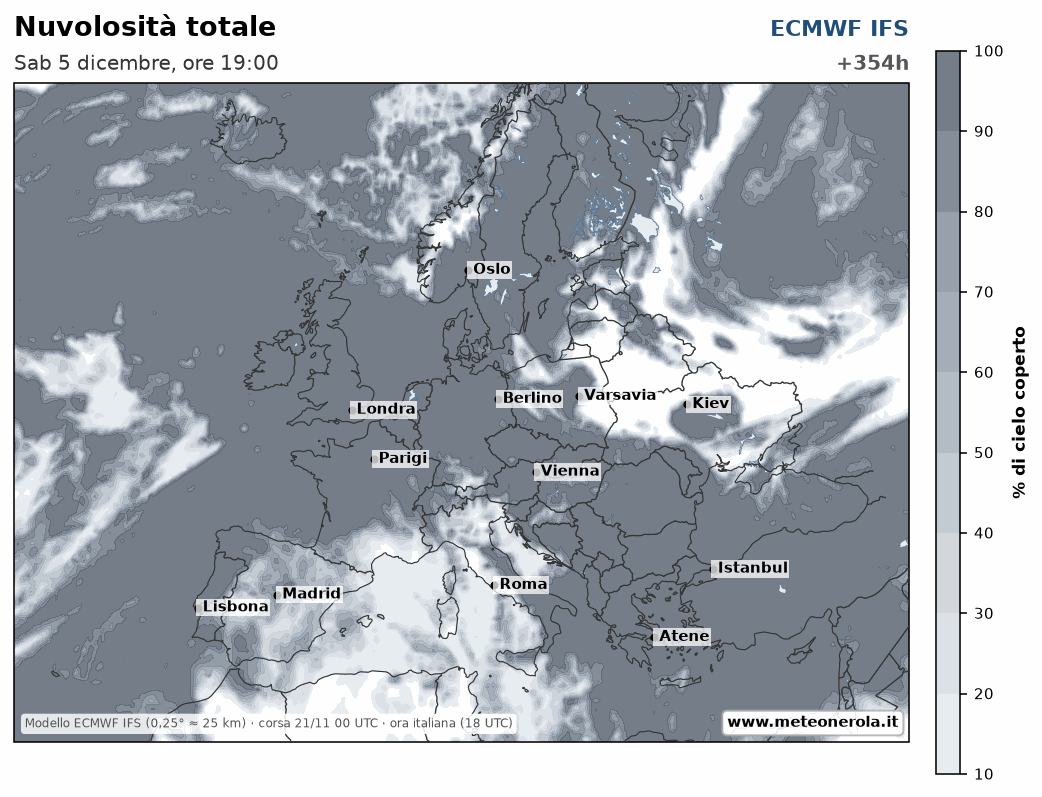 Nuvolosità totale
ECMWF IFS
Sab 5 dicembre, ore 19:00
+354h
Oslo
Berlino
Varsavia
Kiev
Londra
Parigi
Vienna
Istanbul
Roma
Madrid
Lisbona
Atene
Modello ECMWF IFS (0,25° ≈ 25 km) · corsa 21/11 00 UTC · ora italiana (18 UTC)
www.meteonerola.it
100
90
80
70
60
50
40
30
20
10
% di cielo coperto